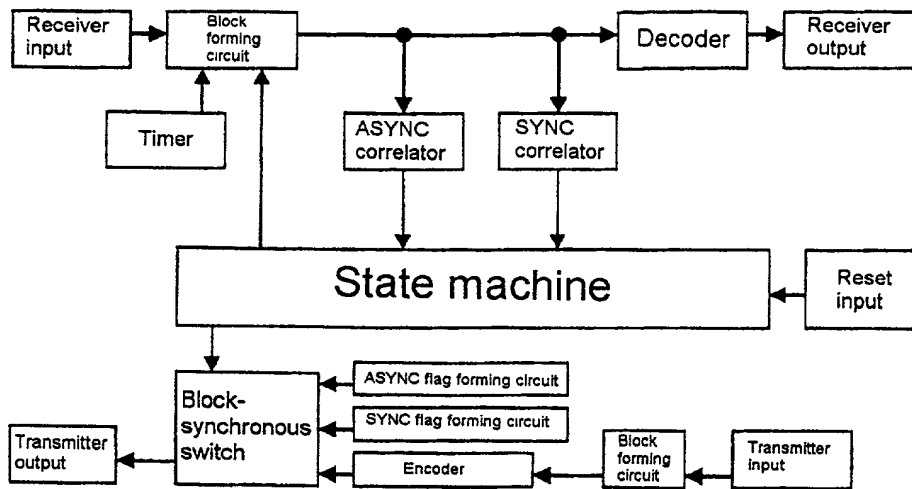 Receiver
input
Block
forming
circuit
Decoder
Receiver
output
Timer
ASYNC
correlator
SYNC
correlator
State machine
Reset
input
Block-
synchronous
switch
ASYNC flag forming circuit
SYNC flag forming circuit
Encoder
Block
forming
circuit
Transmitter
input
Transmitter
output